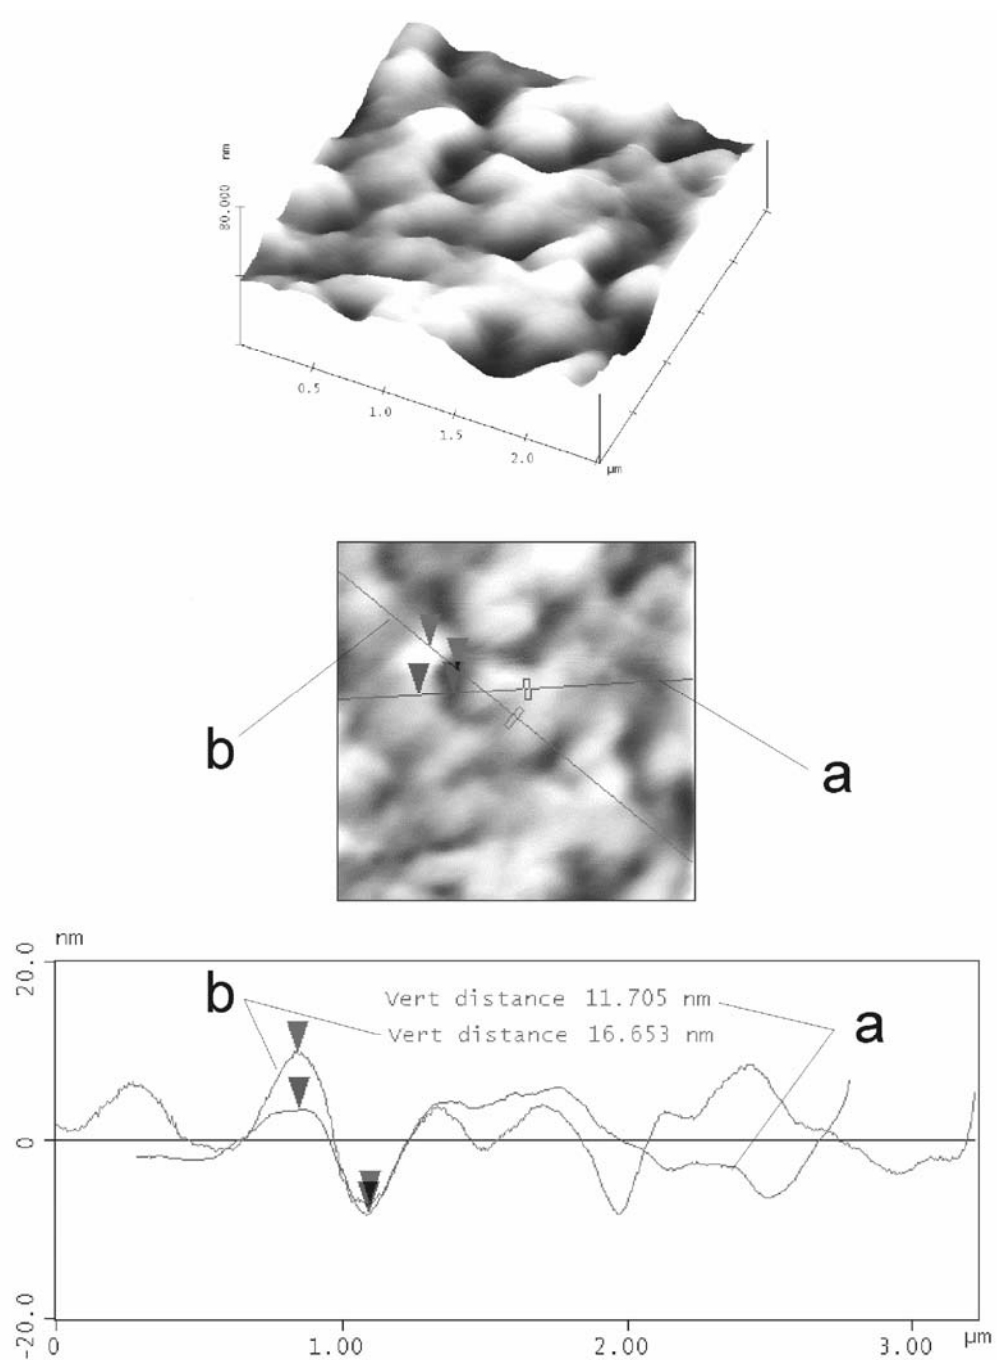 nm
80.000
0.5
1.0
1.5
2.0
µm
b
a
nm
20.0
b
Vert distance 11.705 nm
a
Vert distance 16.653 nm
0
-20.0
0
1.00
2.00
3.00
µm